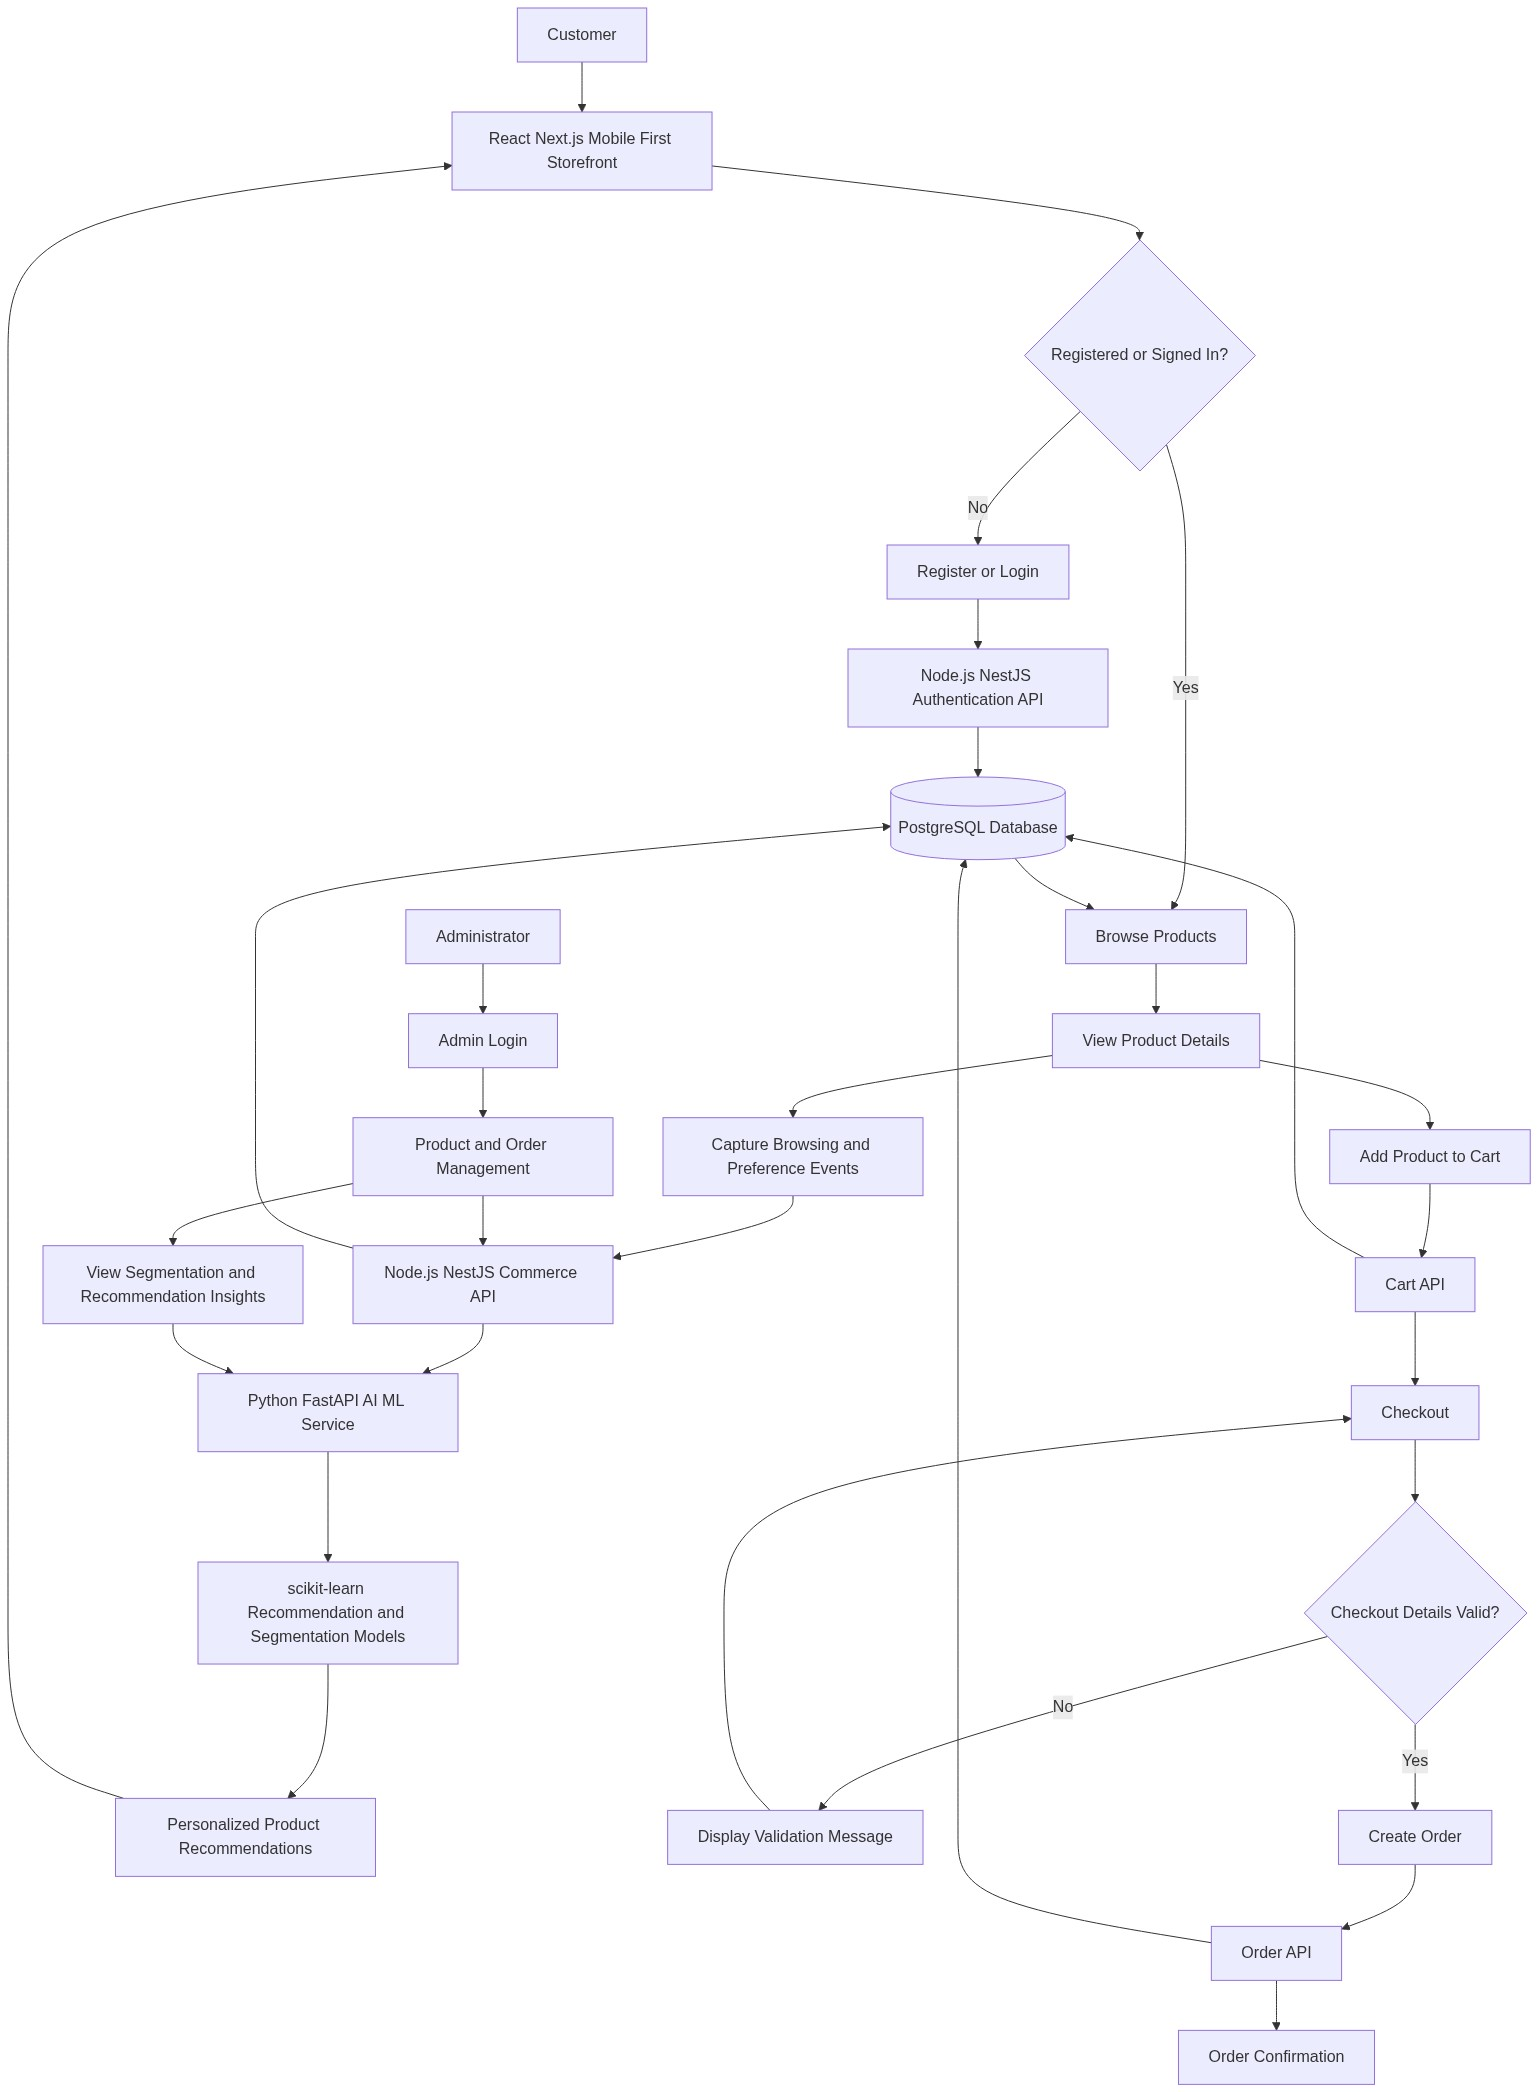 Customer
React Next.js Mobile First
Storefront
Registered or Signed In?
No
Register or Login
Yes
Node.js NestJS
Authentication API
PostgreSQL Database
Administrator
Browse Products
Admin Login
View Product Details
Product and Order
Management
Capture Browsing and
Preference Events
Add Product to Cart
View Segmentation and
Recommendation Insights
Node.js NestJS Commerce
API
Cart API
Python FastAPI AI ML
Service
Checkout
scikit-learn
Recommendation and
Segmentation Models
Checkout Details Valid?
No
Yes
Personalized Product
Recommendations
Display Validation Message
Create Order
Order API
Order Confirmation